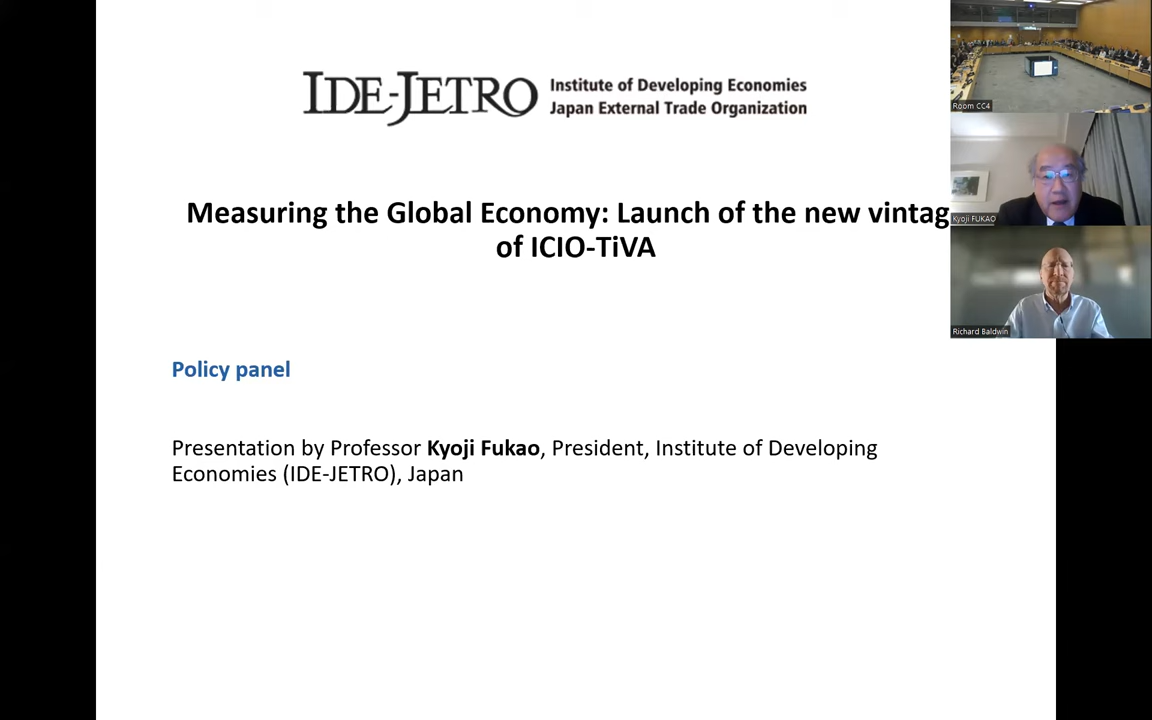 IDE-JETRO
Institute of Developing Economies
Japan External Trade Organization
Measuring the Global Economy: Launch of the new vintag
of ICIO-TiVA
Policy panel
Presentation by Professor Kyoji Fukao, President, Institute of Developing
Economies (IDE-JETRO), Japan
Room CC4
Kyoji FUKAO
Richard Baldwin